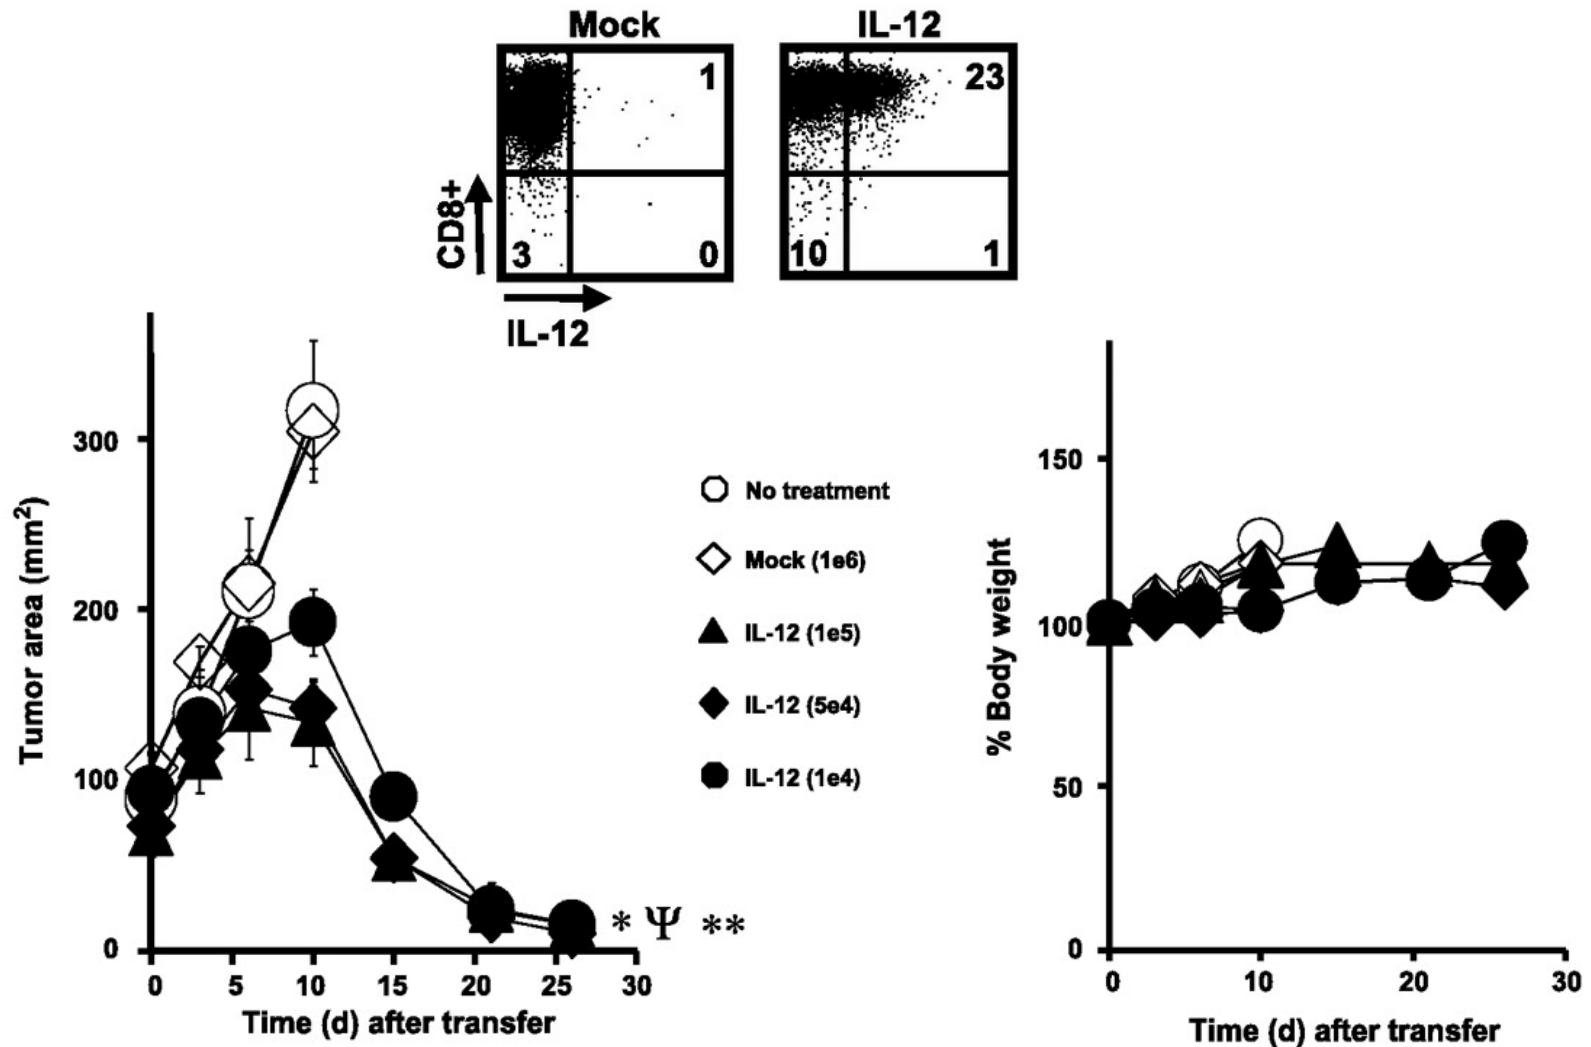 Mock
IL-12
1
23
CD8+
3
0
10
1
IL-12
Tumor area (mm²)
300
200
100
0
* Ψ **
0 5 10 15 20 25 30
Time (d) after transfer
No treatment
Mock (1e6)
IL-12 (1e5)
IL-12 (5e4)
IL-12 (1e4)
% Body weight
150
100
50
0
0 10 20 30
Time (d) after transfer